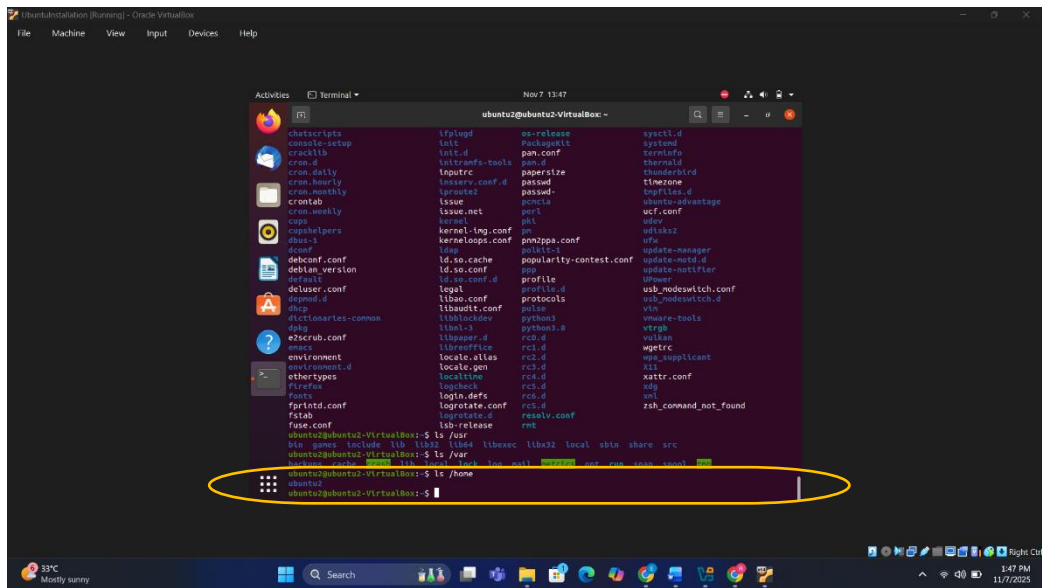 UbuntuInstallation [Running] - Oracle VirtualBox
File Machine View Input Devices Help
Activities Terminal Nov 7 13:47
ubuntu2@ubuntu2-VirtualBox: ~
chatscripts ifplugd os-release sysctl.d
console-setup init PackageKit systemd
cracklib init.d pam.conf terminfo
cron.d initramfs-tools pam.d thermald
cron.daily inputrc papersize thunderbird
cron.hourly insserv.conf.d passwd timezone
cron.monthly iproute2 passwd- tmpfiles.d
crontab issue pcmcia ubuntu-advantage
cron.weekly issue.net perl ucf.conf
cups kernel pki udev
cupshelpers kernel-img.conf pm udisks2
dbus-1 kerneloops.conf pnm2ppa.conf ufw
dconf ldap polkit-1 update-manager
debconf.conf ld.so.cache popularity-contest.conf update-motd.d
debian_version ld.so.conf ppp update-notifier
default ld.so.conf.d profile UPower
deluser.conf legal profile.d usb_modeswitch.conf
depmod.d libao.conf protocols usb_modeswitch.d
dhcp libaudit.conf pulse vim
dictionaries-common libblockdev python3 vmware-tools
dpkg libnl-3 python3.8 vtrgb
e2scrub.conf libpaper.d rc0.d vulkan
emacs libreoffice rc1.d wgetrc
environment locale.alias rc2.d wpa_supplicant
environment.d locale.gen rc3.d X11
ethertypes localtime rc4.d xattr.conf
firefox logcheck rc5.d xdg
fonts login.defs rc6.d xml
fprintd.conf logrotate.conf rcS.d zsh_command_not_found
fstab logrotate.d resolv.conf
fuse.conf lsb-release rmt
ubuntu2@ubuntu2-VirtualBox:~$ ls /usr
bin games include lib lib32 lib64 libexec libx32 local sbin share src
ubuntu2@ubuntu2-VirtualBox:~$ ls /var
backups cache crash lib local lock log mail metrics opt run snap spool tmp
ubuntu2@ubuntu2-VirtualBox:~$ ls /home
ubuntu2
ubuntu2@ubuntu2-VirtualBox:~$
Right Ctrl
33°C
Mostly sunny
Search
1:47 PM
11/7/2025